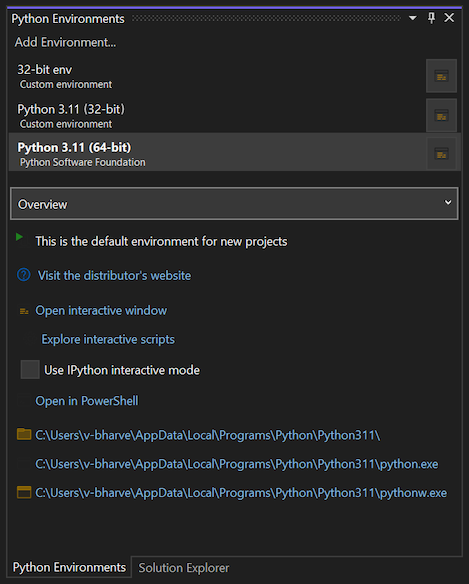 Python Environments
Add Environment...
32-bit env
Custom environment
Python 3.11 (32-bit)
Custom environment
Python 3.11 (64-bit)
Python Software Foundation
Overview
This is the default environment for new projects
Visit the distributor's website
Open interactive window
Explore interactive scripts
Use IPython interactive mode
Open in PowerShell
C:\Users\v-bharve\AppData\Local\Programs\Python\Python311\
C:\Users\v-bharve\AppData\Local\Programs\Python\Python311\python.exe
C:\Users\v-bharve\AppData\Local\Programs\Python\Python311\pythonw.exe
Python Environments Solution Explorer